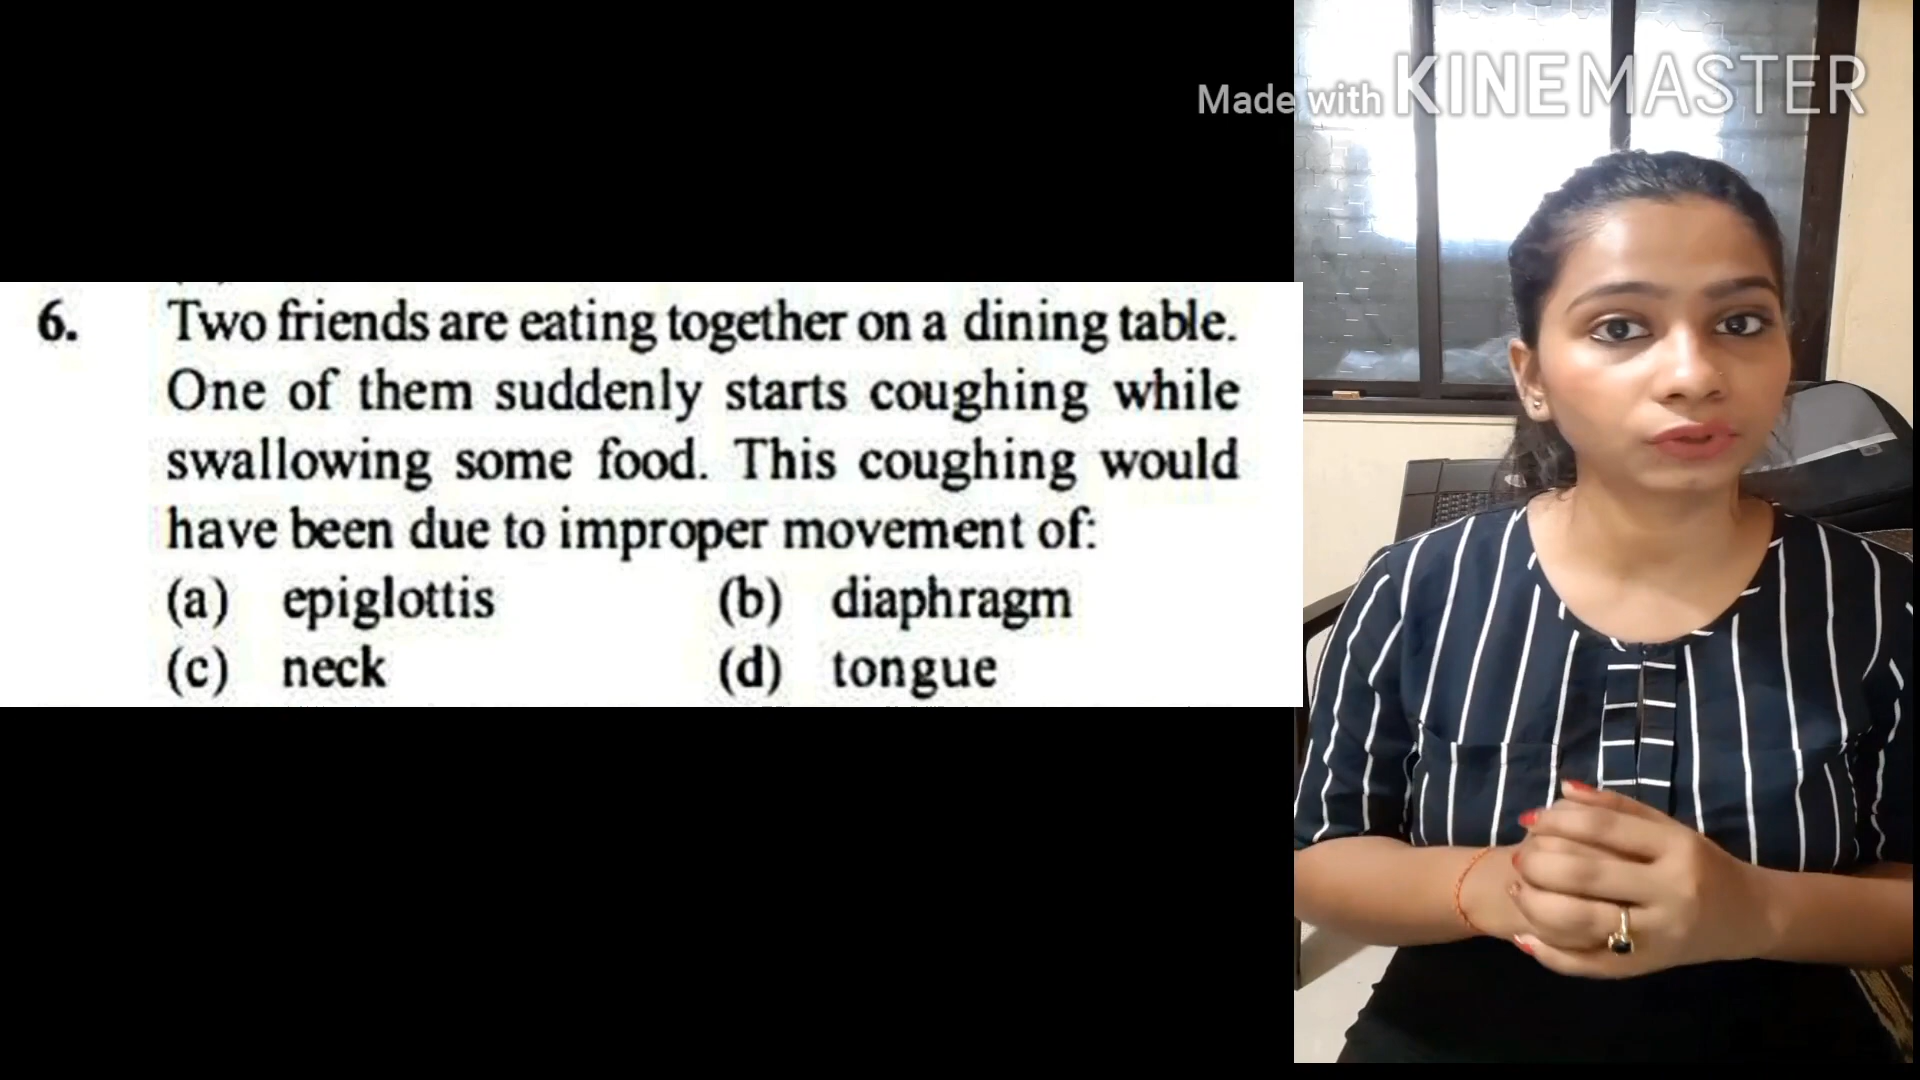 Made with KINEMASTER
6. Two friends are eating together on a dining table.
One of them suddenly starts coughing while
swallowing some food. This coughing would
have been due to improper movement of:
(a) epiglottis (b) diaphragm
(c) neck (d) tongue